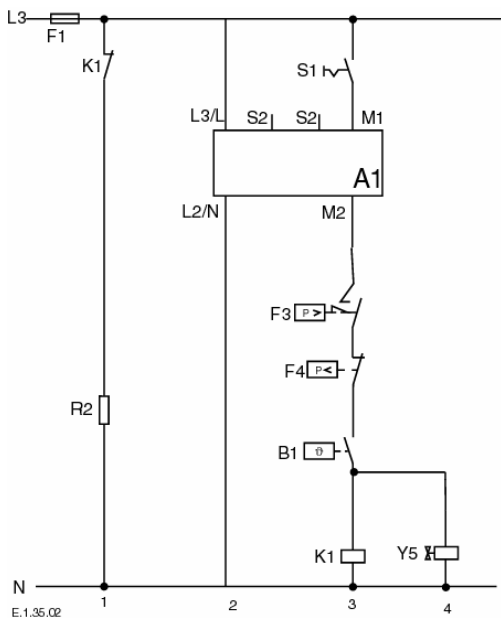 L3
F1
K1
S1
L3/L
S2
S2
M1
A1
L2/N
M2
F3
P >
F4
P <
R2
B1
ϑ
K1
Y5
N
1
2
3
4
E.1.35.02